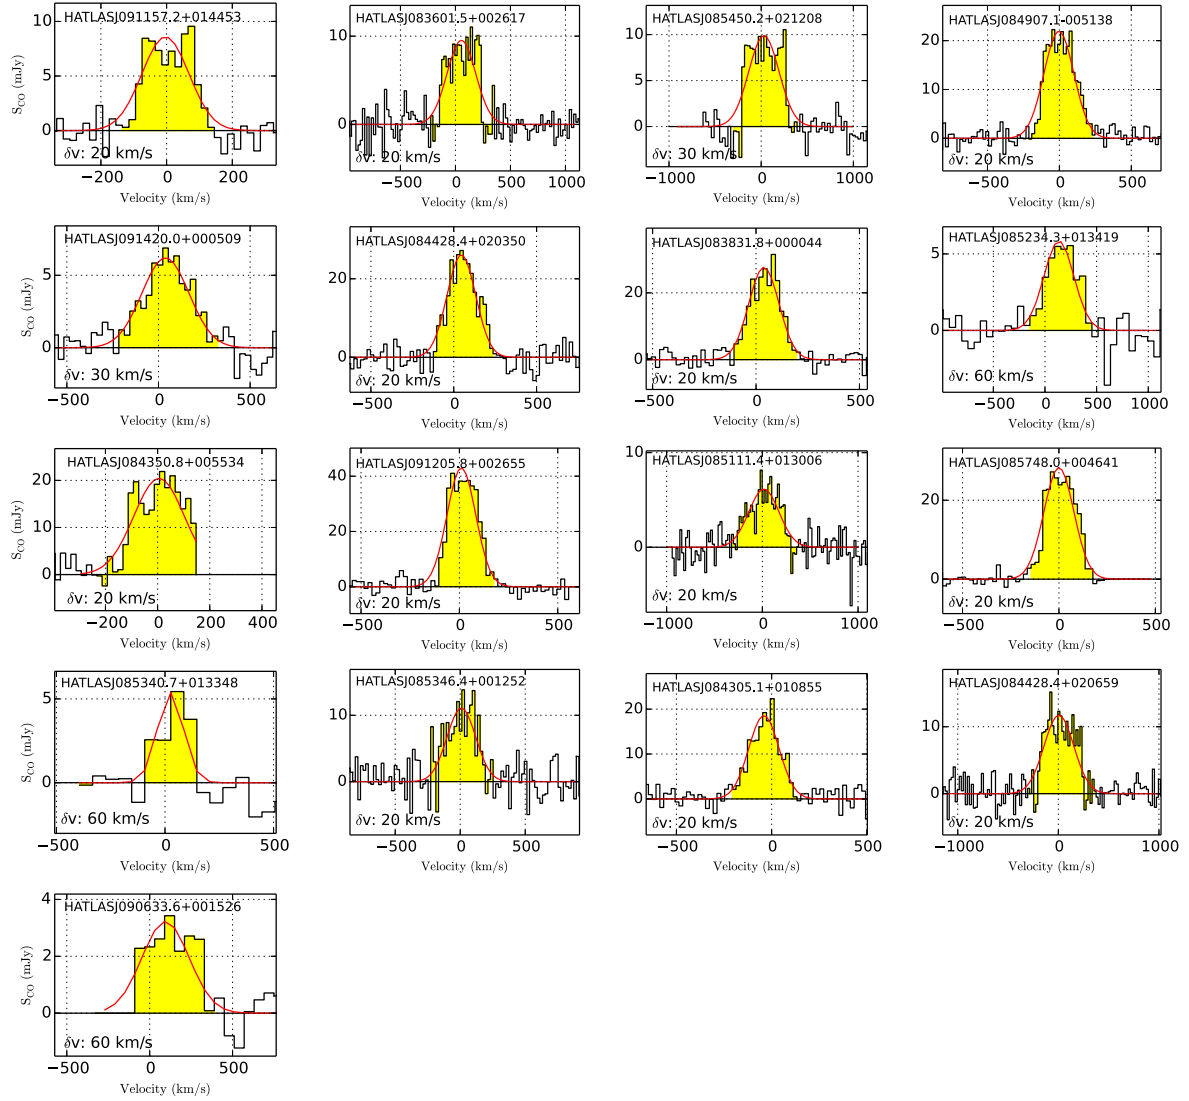 HATLASJ091157.2+014453
S_CO (mJy)
10
5
0
δv: 20 km/s
−200 0 200
Velocity (km/s)
HATLASJ083601.5+002617
10
0
δv: 20 km/s
−500 0 500 1000
Velocity (km/s)
HATLASJ085450.2+021208
10
5
0
δv: 30 km/s
−1000 0 1000
Velocity (km/s)
HATLASJ084907.1-005138
20
10
0
δv: 20 km/s
−500 0 500
Velocity (km/s)
HATLASJ091420.0+000509
S_CO (mJy)
5
0
δv: 30 km/s
−500 0 500
Velocity (km/s)
HATLASJ084428.4+020350
20
0
δv: 20 km/s
−500 0 500
Velocity (km/s)
HATLASJ083831.8+000044
20
0
δv: 20 km/s
−500 0 500
Velocity (km/s)
HATLASJ085234.3+013419
5
0
δv: 60 km/s
−500 0 500 1000
Velocity (km/s)
HATLASJ084350.8+005534
S_CO (mJy)
20
10
0
δv: 20 km/s
−200 0 200 400
Velocity (km/s)
HATLASJ091205.8+002655
40
20
0
δv: 20 km/s
−500 0 500
Velocity (km/s)
HATLASJ085111.4+013006
10
5
0
δv: 20 km/s
−1000 0 1000
Velocity (km/s)
HATLASJ085748.0+004641
20
0
δv: 20 km/s
−500 0 500
Velocity (km/s)
HATLASJ085340.7+013348
S_CO (mJy)
5
0
δv: 60 km/s
−500 0 500
Velocity (km/s)
HATLASJ085346.4+001252
10
0
δv: 20 km/s
−500 0 500
Velocity (km/s)
HATLASJ084305.1+010855
20
10
0
δv: 20 km/s
−500 0 500
Velocity (km/s)
HATLASJ084428.4+020659
10
0
δv: 20 km/s
−1000 0 1000
Velocity (km/s)
HATLASJ090633.6+001526
S_CO (mJy)
4
2
0
δv: 60 km/s
−500 0 500
Velocity (km/s)